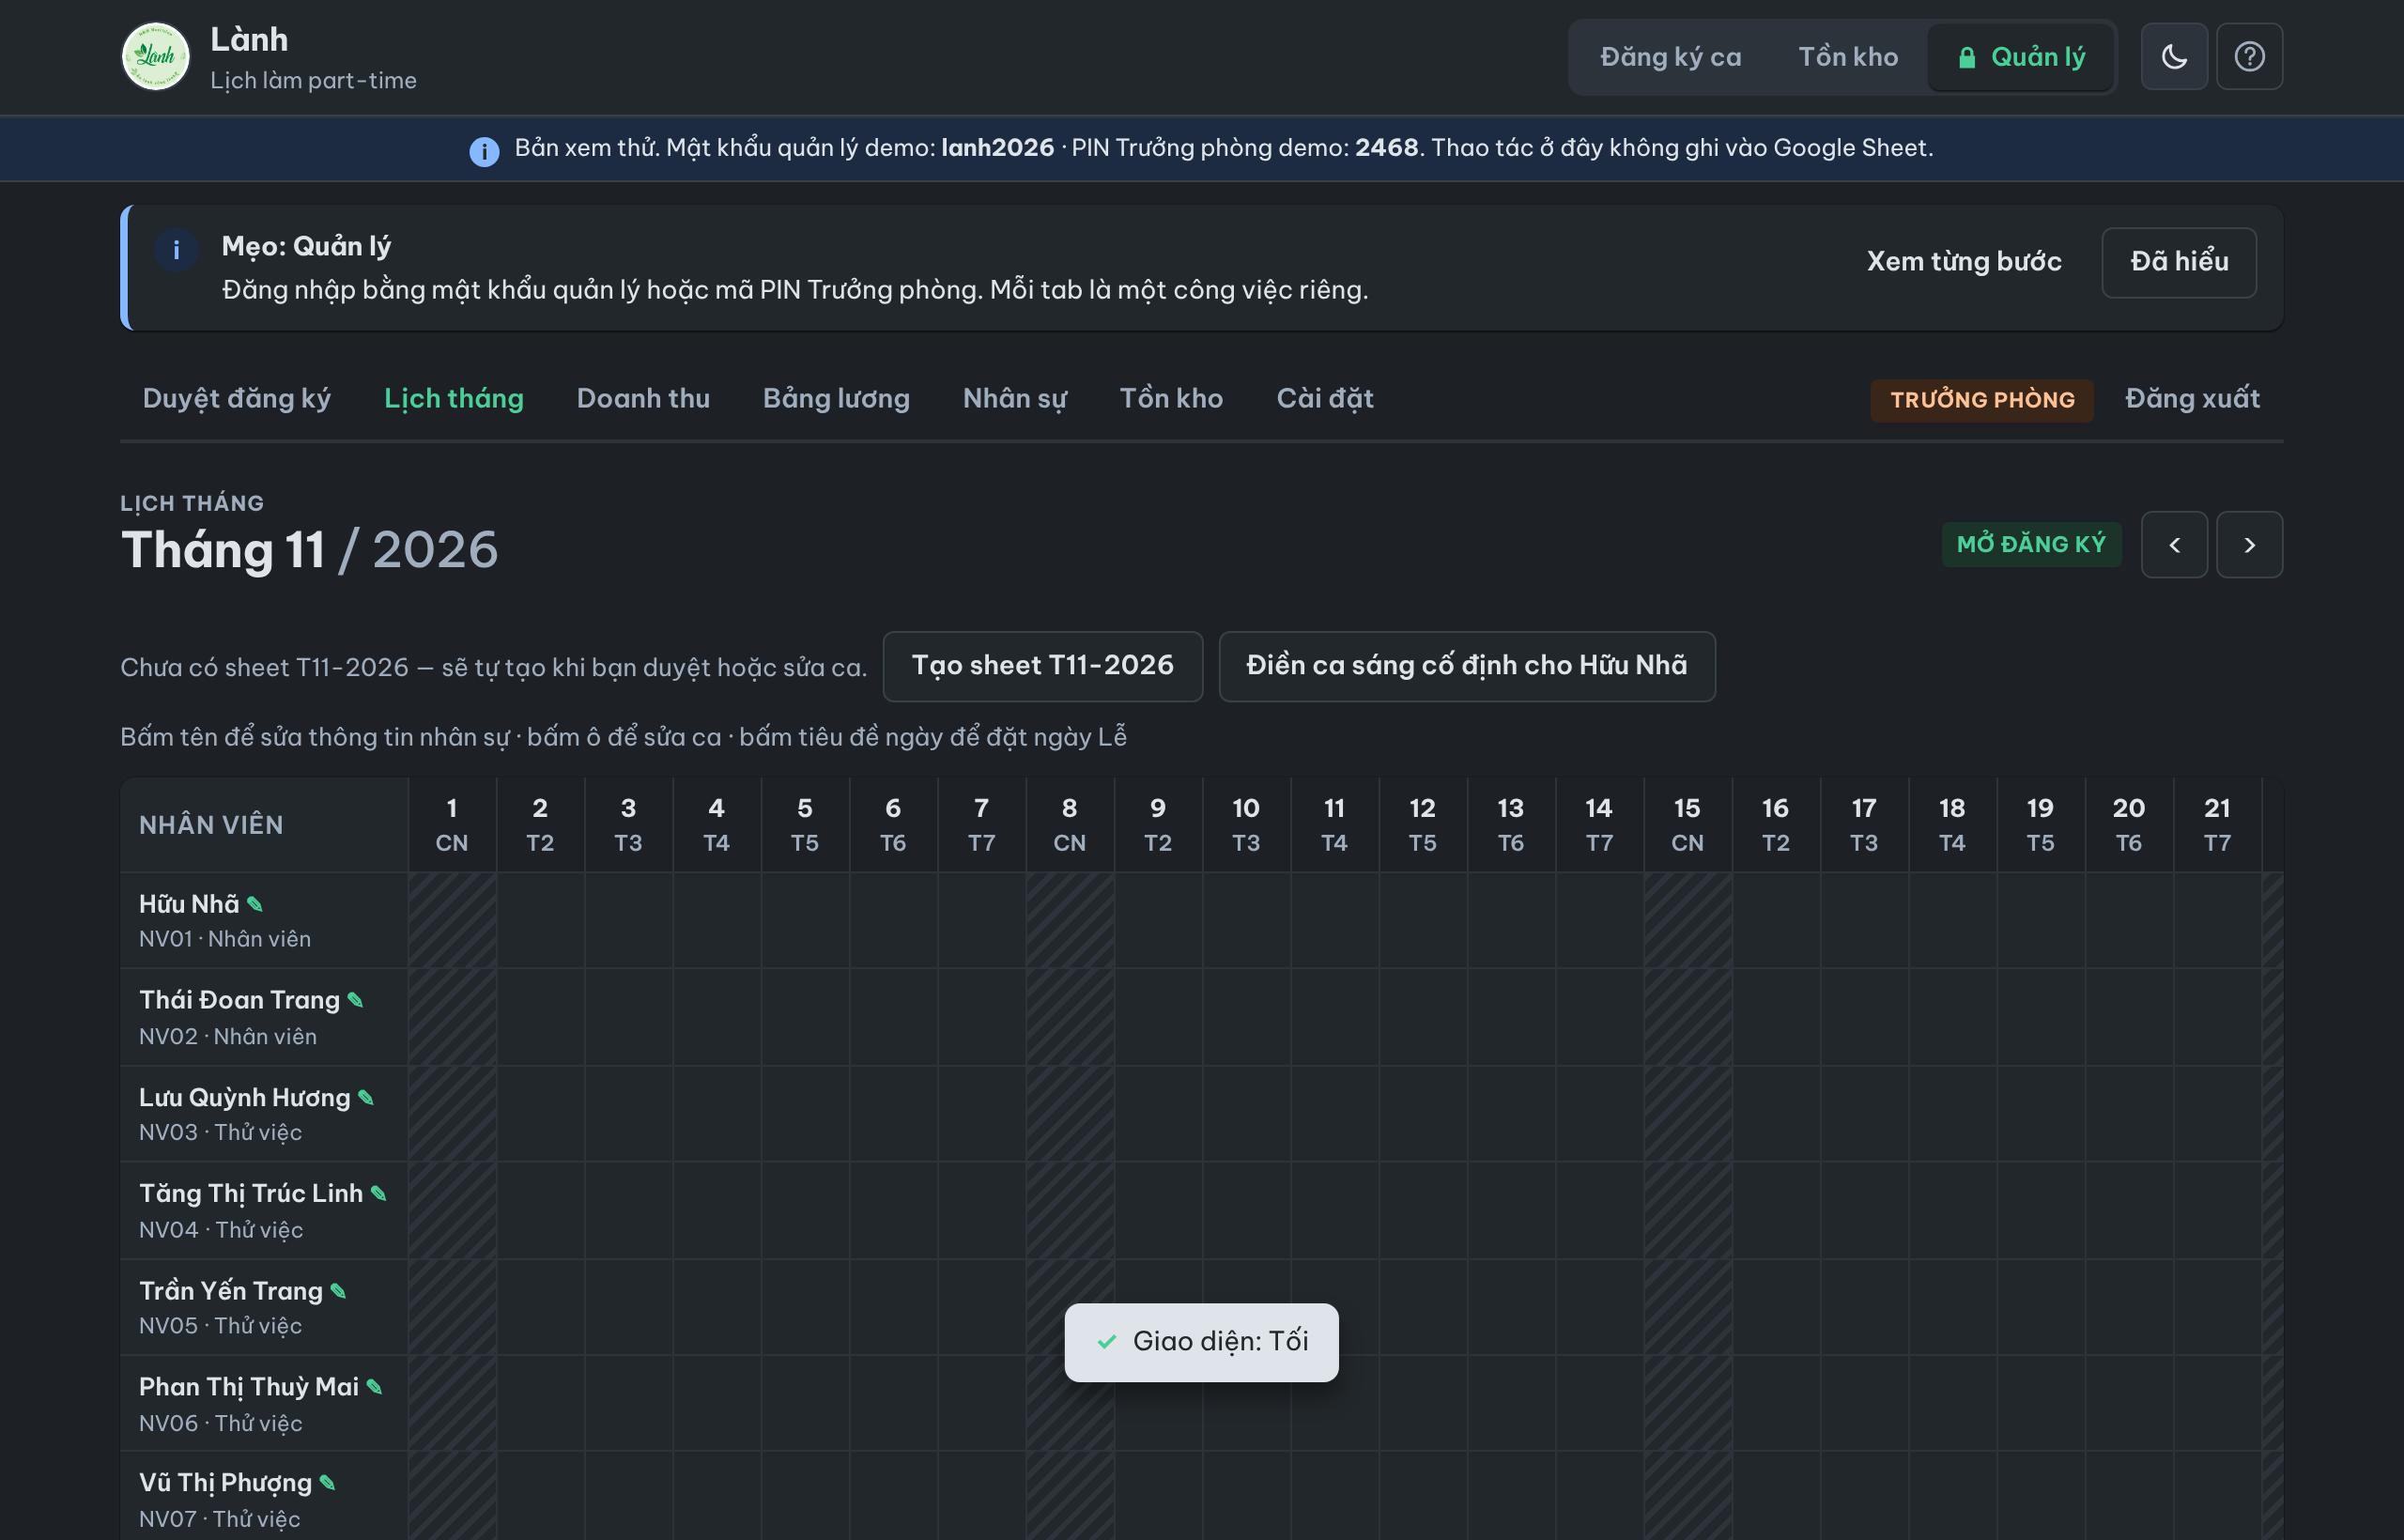 Lành
Lành
Lịch làm part-time
Đăng ký ca
Tồn kho
Quản lý
Bản xem thử. Mật khẩu quản lý demo: lanh2026 · PIN Trưởng phòng demo: 2468. Thao tác ở đây không ghi vào Google Sheet.
Mẹo: Quản lý
Đăng nhập bằng mật khẩu quản lý hoặc mã PIN Trưởng phòng. Mỗi tab là một công việc riêng.
Xem từng bước
Đã hiểu
Duyệt đăng ký
Lịch tháng
Doanh thu
Bảng lương
Nhân sự
Tồn kho
Cài đặt
TRƯỞNG PHÒNG
Đăng xuất
LỊCH THÁNG
Tháng 11 / 2026
MỞ ĐĂNG KÝ
Chưa có sheet T11-2026 — sẽ tự tạo khi bạn duyệt hoặc sửa ca.
Tạo sheet T11-2026
Điền ca sáng cố định cho Hữu Nhã
Bấm tên để sửa thông tin nhân sự · bấm ô để sửa ca · bấm tiêu đề ngày để đặt ngày Lễ
NHÂN VIÊN
1 2 3 4 5 6 7 8 9 10 11 12 13 14 15 16 17 18 19 20 21
CN T2 T3 T4 T5 T6 T7 CN T2 T3 T4 T5 T6 T7 CN T2 T3 T4 T5 T6 T7
Hữu Nhã
NV01 · Nhân viên
Thái Đoan Trang
NV02 · Nhân viên
Lưu Quỳnh Hương
NV03 · Thử việc
Tăng Thị Trúc Linh
NV04 · Thử việc
Trần Yến Trang
NV05 · Thử việc
Phan Thị Thuỳ Mai
NV06 · Thử việc
Vũ Thị Phượng
NV07 · Thử việc
Giao diện: Tối